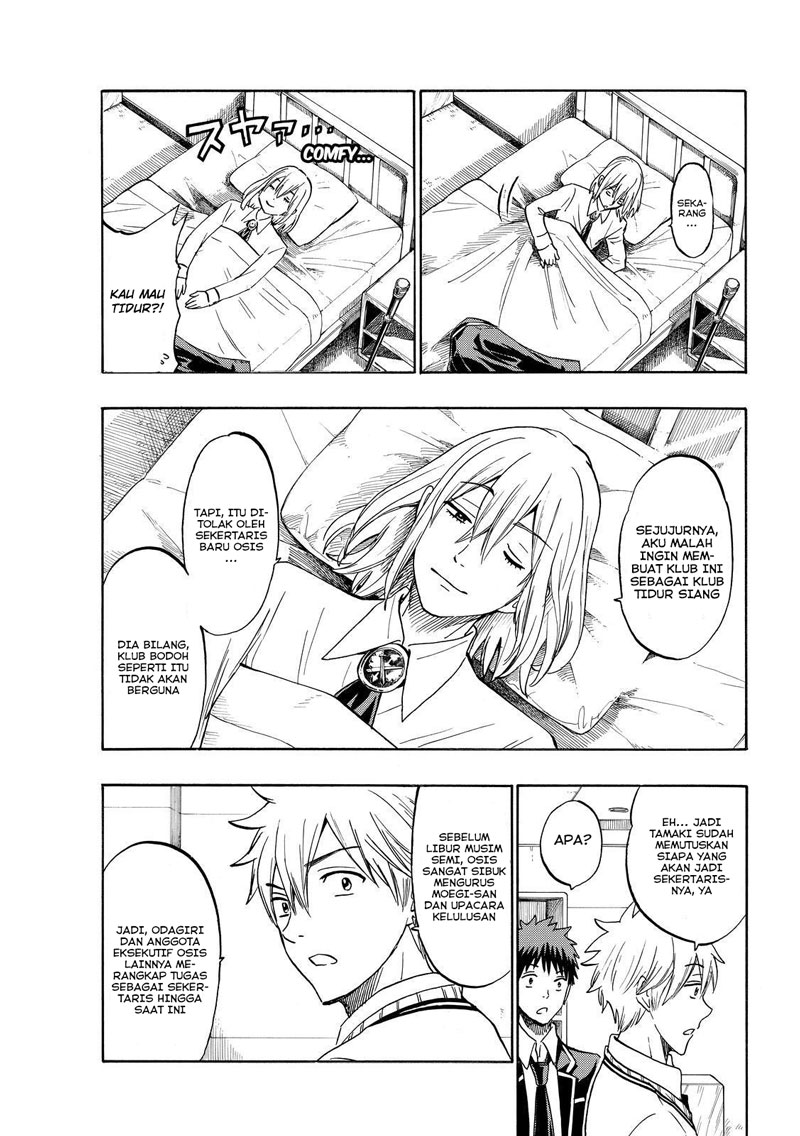 SEKA-
RANG
...
スヤァ...
COMFY...
KAU MAU
TIDUR?!
SEJUJURNYA,
AKU MALAH
INGIN MEM-
BUAT KLUB INI
SEBAGAI KLUB
TIDUR SIANG
TAPI, ITU DI-
TOLAK OLEH
SEKERTARIS
BARU OSIS
...
DIA BILANG,
KLUB BODOH
SEPERTI ITU
TIDAK AKAN
BERGUNA
EH... JADI
TAMAKI SUDAH
MEMUTUSKAN
SIAPA YANG
AKAN JADI
SEKERTARIS-
NYA, YA
APA?
SEBELUM
LIBUR MUSIM
SEMI, OSIS
SANGAT SIBUK
MENGURUS
MOEGI-SAN
DAN UPACARA
KELULUSAN
JADI, ODAGIRI
DAN ANGGOTA
EKSEKUTIF OSIS
LAINNYA ME-
RANGKAP TUGAS
SEBAGAI SEKER-
TARIS HINGGA
SAAT INI